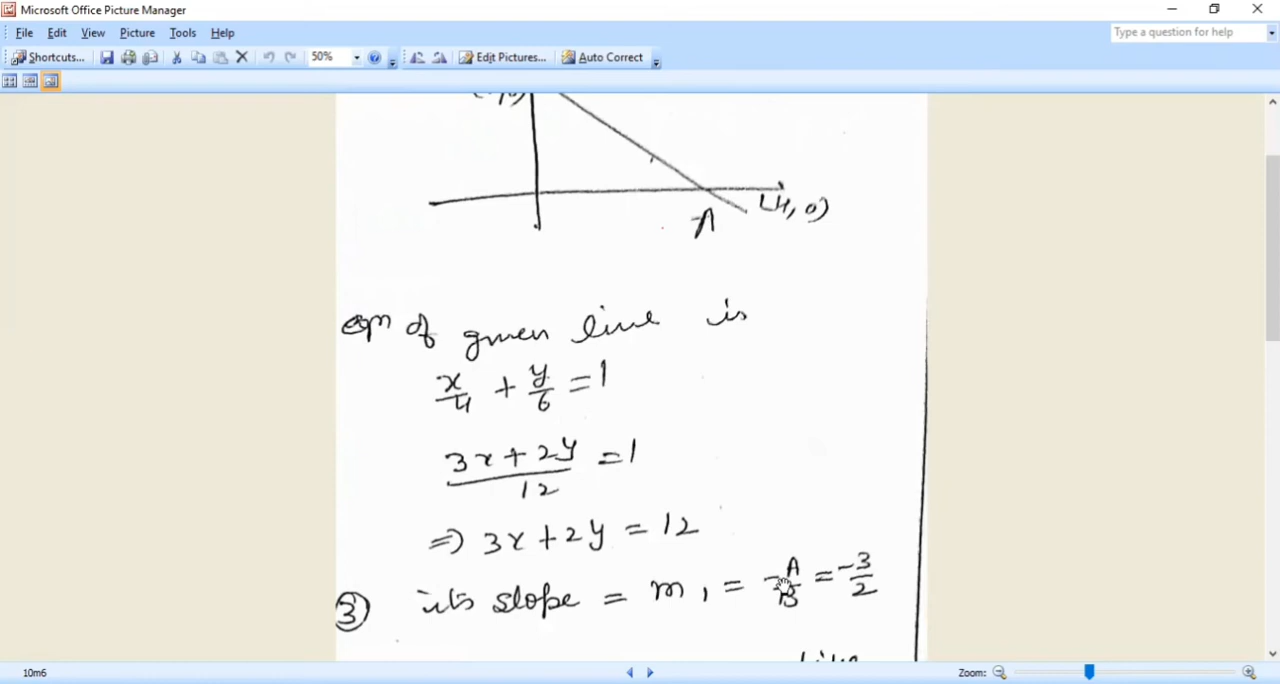 Microsoft Office Picture Manager
File Edit View Picture Tools Help
Type a question for help
Shortcuts... 50% Edit Pictures... Auto Correct
(4, 0)
A
eqn of given line is
x/4 + y/6 = 1
3x + 2y / 12 = 1
⇒ 3x + 2y = 12
③ its slope = m₁ = -A/B = -3/2
line
10m6 Zoom: